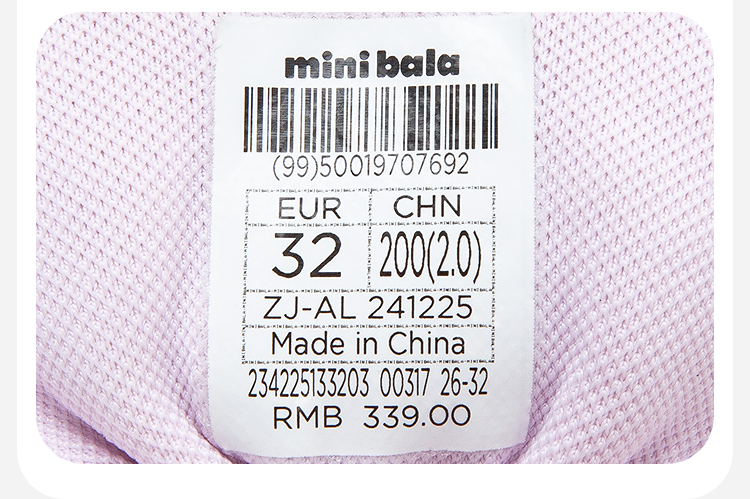 mini bala
(99)50019707692
EUR CHN
32 200(2.0)
ZJ-AL 241225
Made in China
234225133203 00317 26-32
RMB 339.00